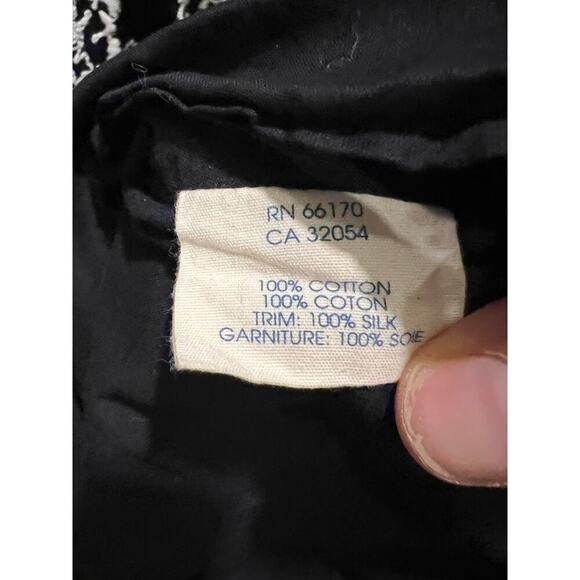 RN 66170
CA 32054
100% COTTON
100% COTON
TRIM: 100% SILK
GARNITURE: 100% SOIE